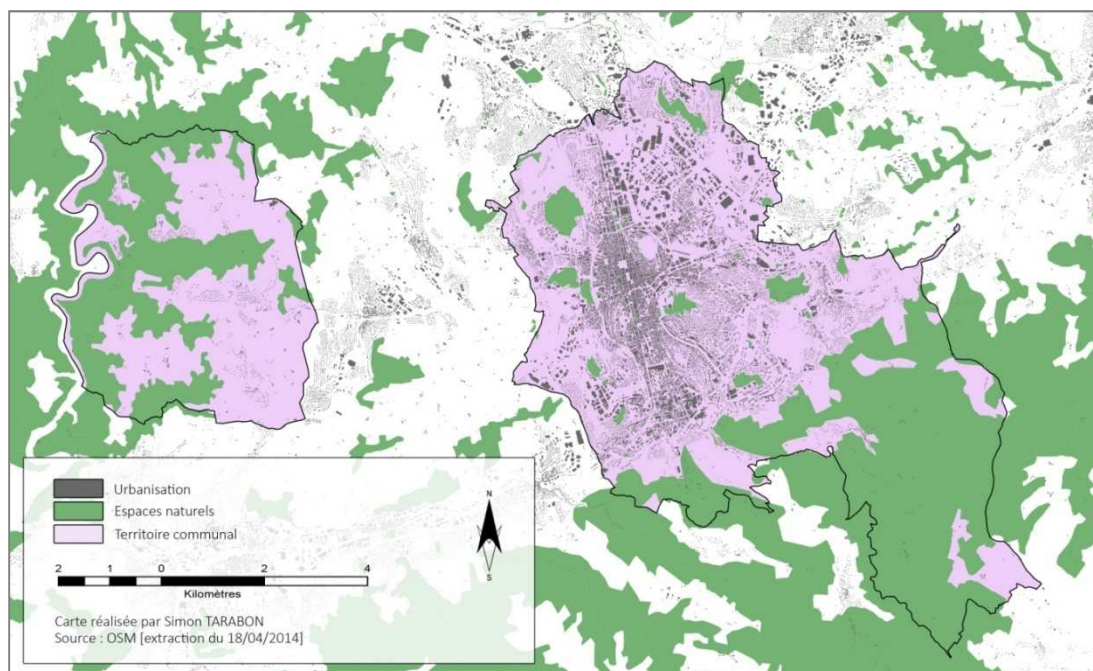 Urbanisation
Espaces naturels
Territoire communal
N
S
2 1 0 2 4
Kilomètres
Carte réalisée par Simon TARABON
Source : OSM [extraction du 18/04/2014]